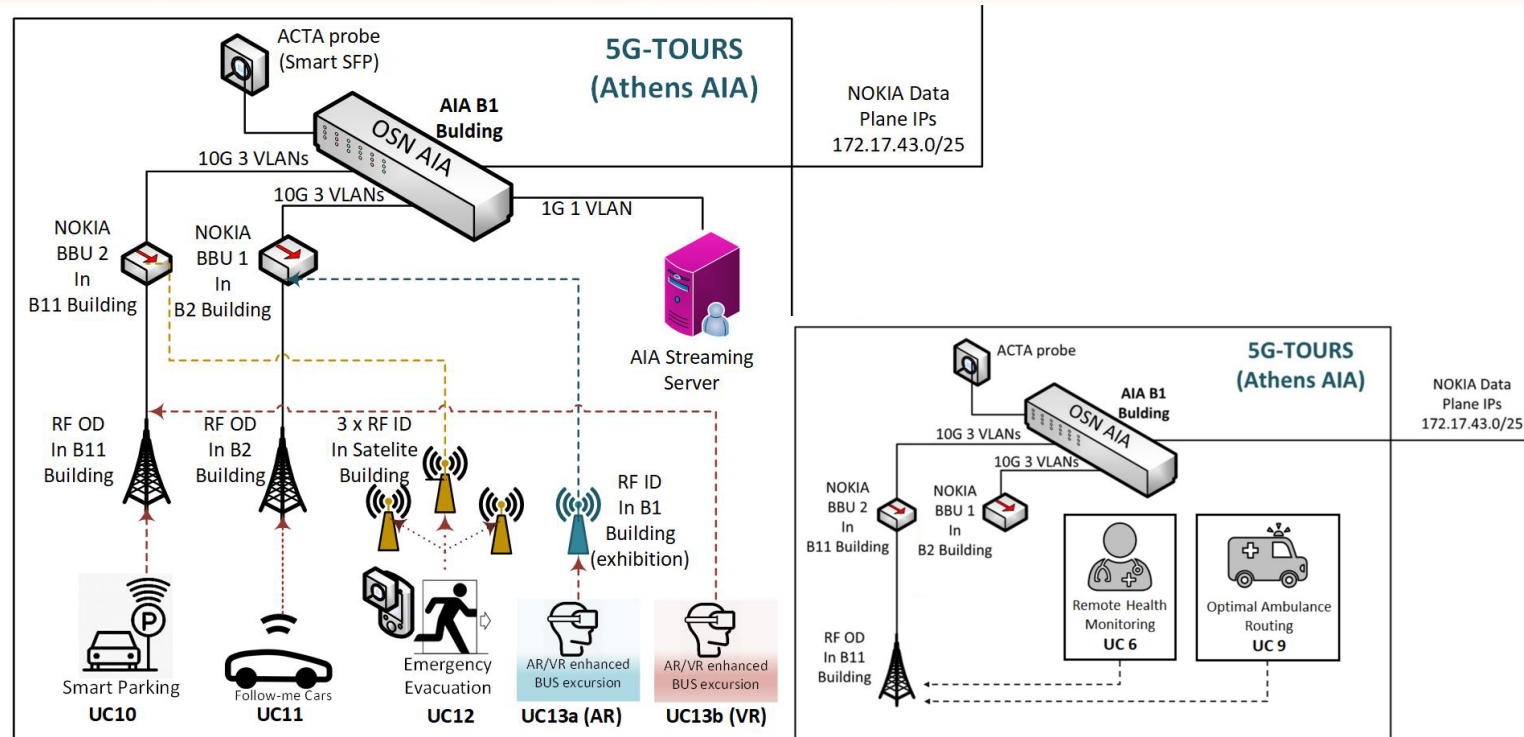 ACTA probe
(Smart SFP)
5G-TOURS
(Athens AIA)
AIA B1
Bulding
OSN AIA
NOKIA Data
Plane IPs
172.17.43.0/25
10G 3 VLANs
10G 3 VLANs
1G 1 VLAN
NOKIA
BBU 2
In
B11 Building
NOKIA
BBU 1
In
B2 Building
AIA Streaming
Server
RF OD
In B11
Building
RF OD
In B2
Building
3 x RF ID
In Satelite
Building
RF ID
In B1
Building
(exhibition)
P
Smart Parking
UC10
Follow-me Cars
UC11
Emergency
Evacuation
UC12
AR/VR enhanced
BUS excursion
UC13a (AR)
AR/VR enhanced
BUS excursion
UC13b (VR)
ACTA probe
5G-TOURS
(Athens AIA)
AIA B1
Bulding
OSN AIA
NOKIA Data
Plane IPs
172.17.43.0/25
10G 3 VLANs
10G 3 VLANs
NOKIA
BBU 2
In
B11 Building
NOKIA
BBU 1
In
B2 Building
Remote Health
Monitoring
UC 6
Optimal Ambulance
Routing
UC 9
RF OD
In B11
Building